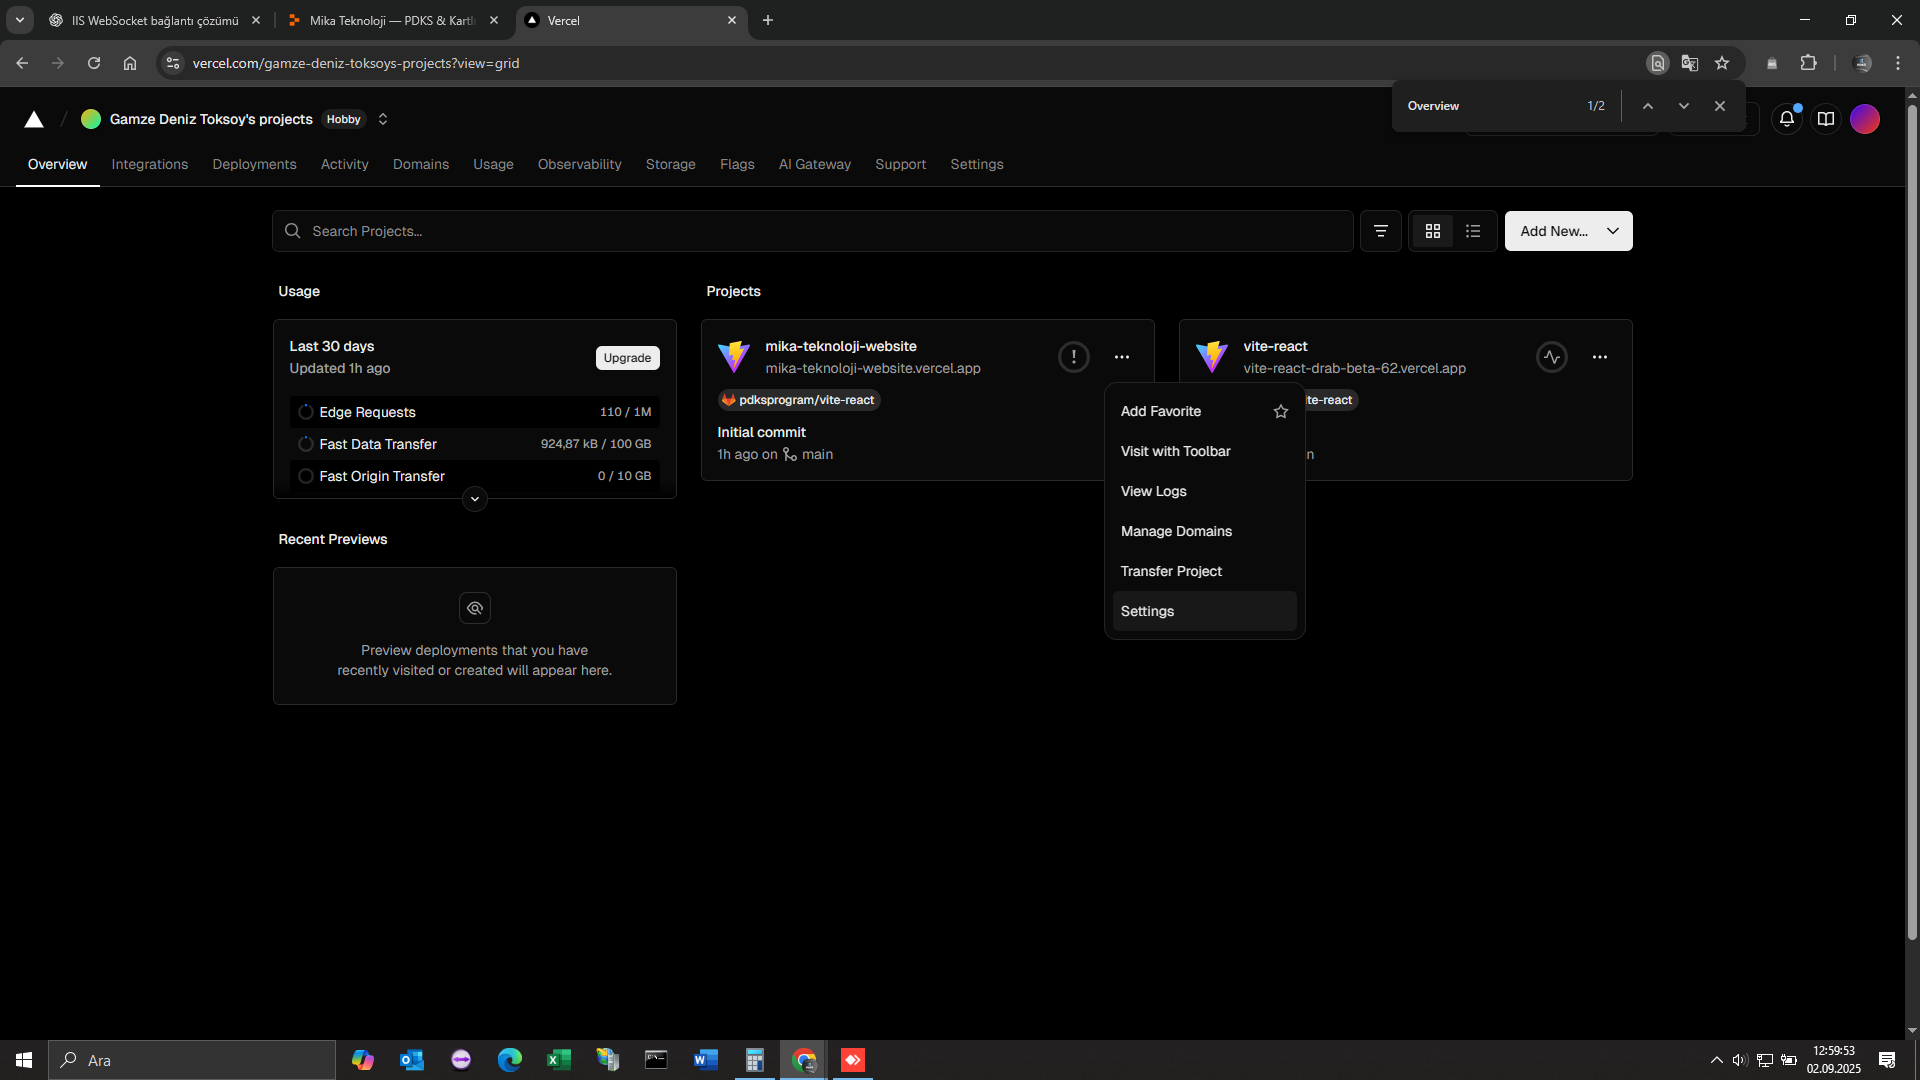 IIS WebSocket bağlantı çözümü
Mika Teknoloji — PDKS & Kartl
Vercel
vercel.com/gamze-deniz-toksoys-projects?view=grid
Overview
1/2
Gamze Deniz Toksoy's projects
Hobby
Overview
Integrations
Deployments
Activity
Domains
Usage
Observability
Storage
Flags
AI Gateway
Support
Settings
Search Projects...
Add New...
Usage
Projects
Last 30 days
Updated 1h ago
Upgrade
Edge Requests
110 / 1M
Fast Data Transfer
924,87 kB / 100 GB
Fast Origin Transfer
0 / 10 GB
Recent Previews
Preview deployments that you have
recently visited or created will appear here.
mika-teknoloji-website
mika-teknoloji-website.vercel.app
pdksprogram/vite-react
Initial commit
1h ago on main
vite-react
vite-react-drab-beta-62.vercel.app
ite-react
n
Add Favorite
Visit with Toolbar
View Logs
Manage Domains
Transfer Project
Settings
Ara
12:59:53
02.09.2025